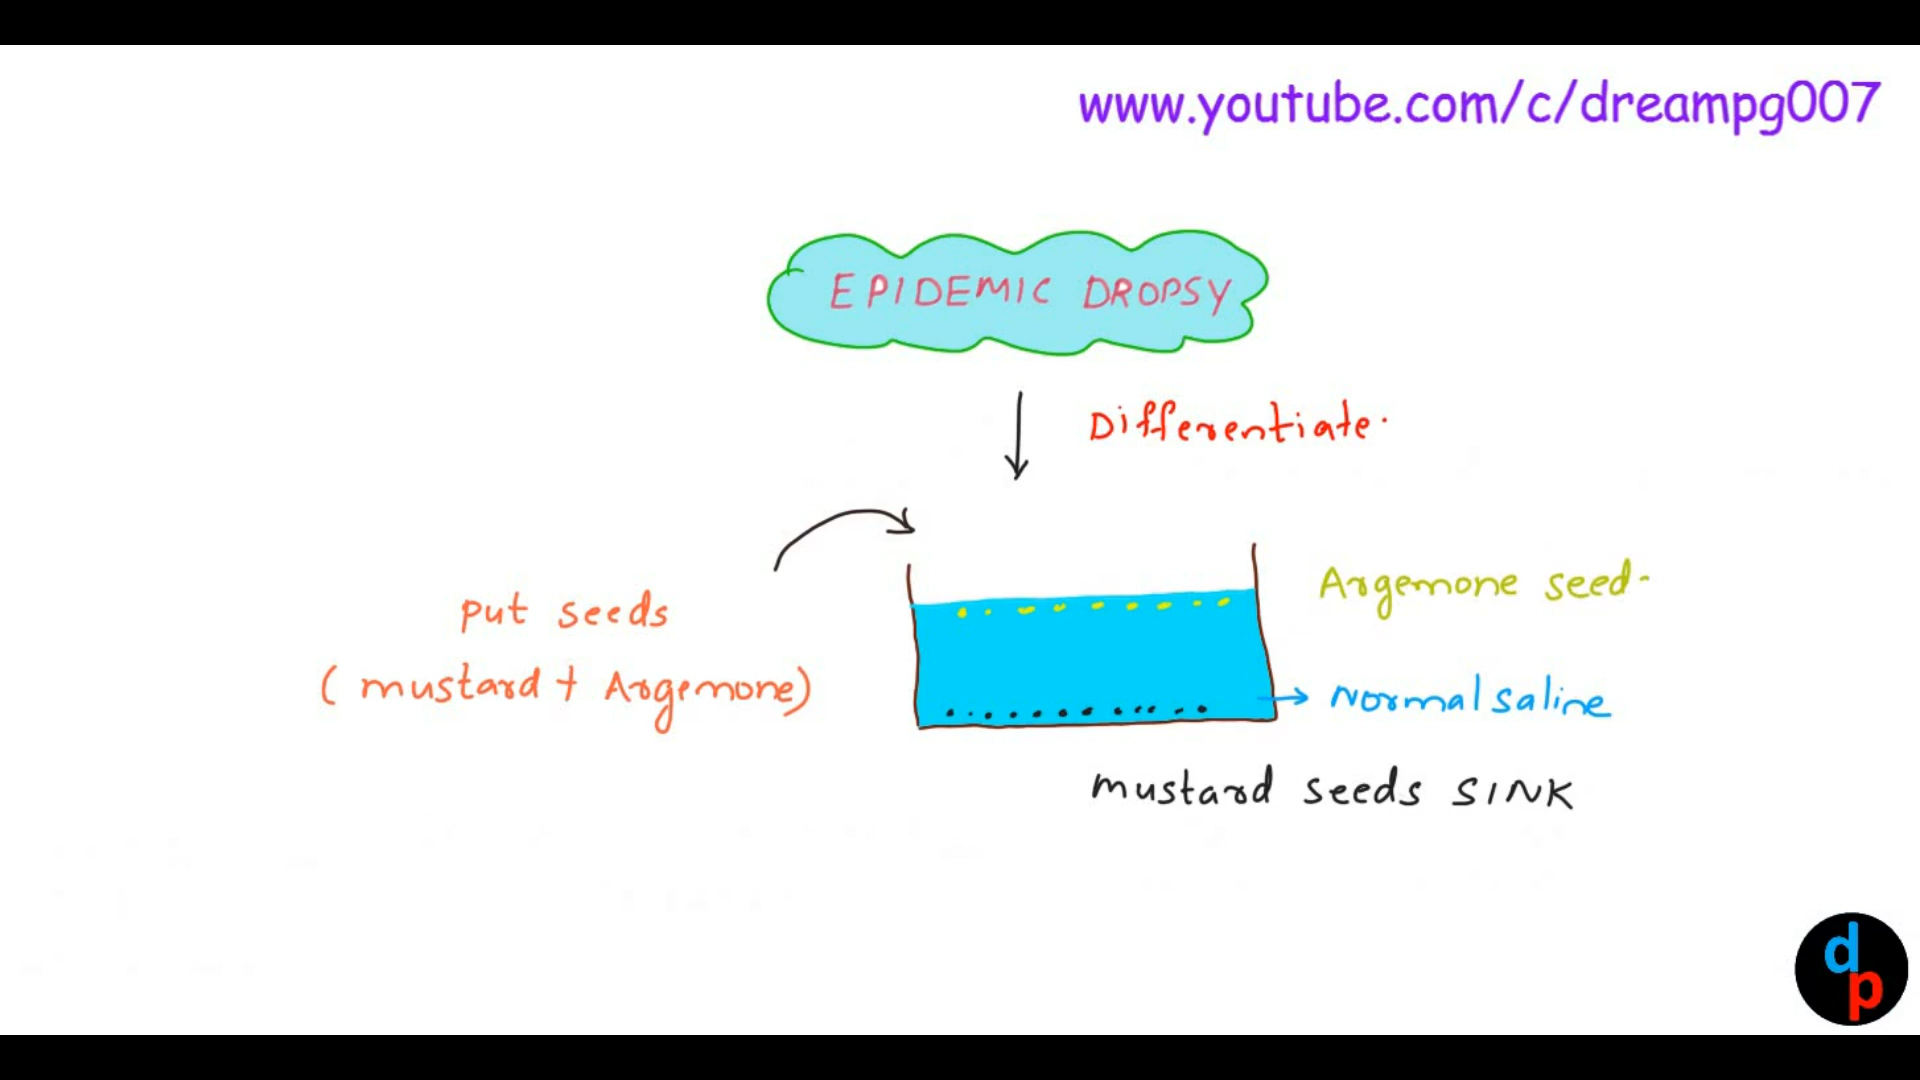 www.youtube.com/c/dreampg007
EPIDEMIC DROPSY
Differentiate.
Put seeds
(mustard + Argemone)
Argemone seed.
Normal saline
mustard seeds SINK
dp